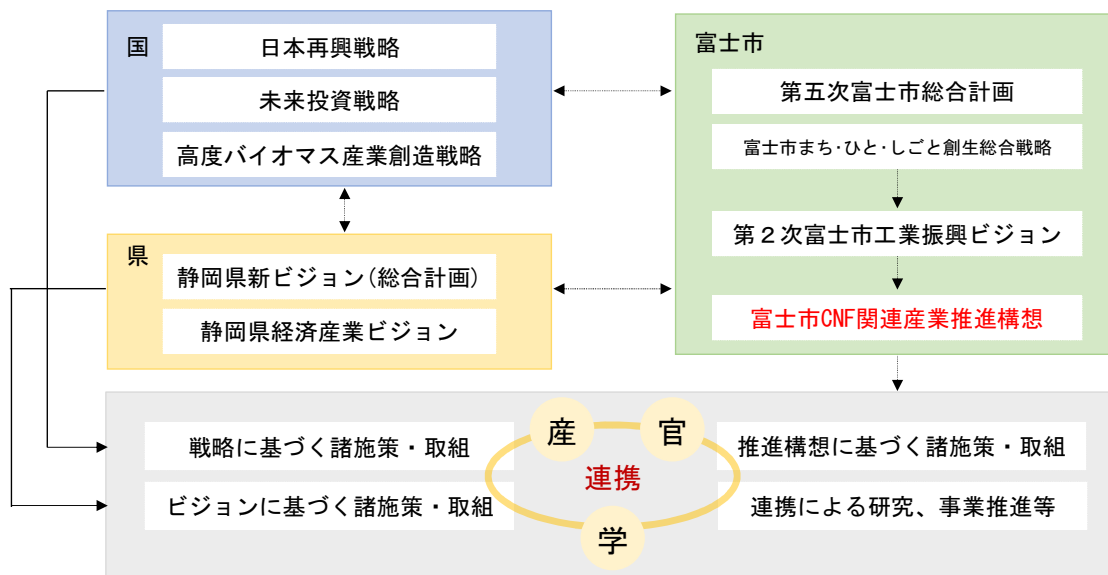 国
日本再興戦略
未来投資戦略
高度バイオマス産業創造戦略
県
静岡県新ビジョン(総合計画)
静岡県経済産業ビジョン
富士市
第五次富士市総合計画
富士市まち･ひと･しごと創生総合戦略
第２次富士市工業振興ビジョン
富士市CNF関連産業推進構想
戦略に基づく諸施策・取組
ビジョンに基づく諸施策・取組
産
官
連携
学
推進構想に基づく諸施策・取組
連携による研究、事業推進等